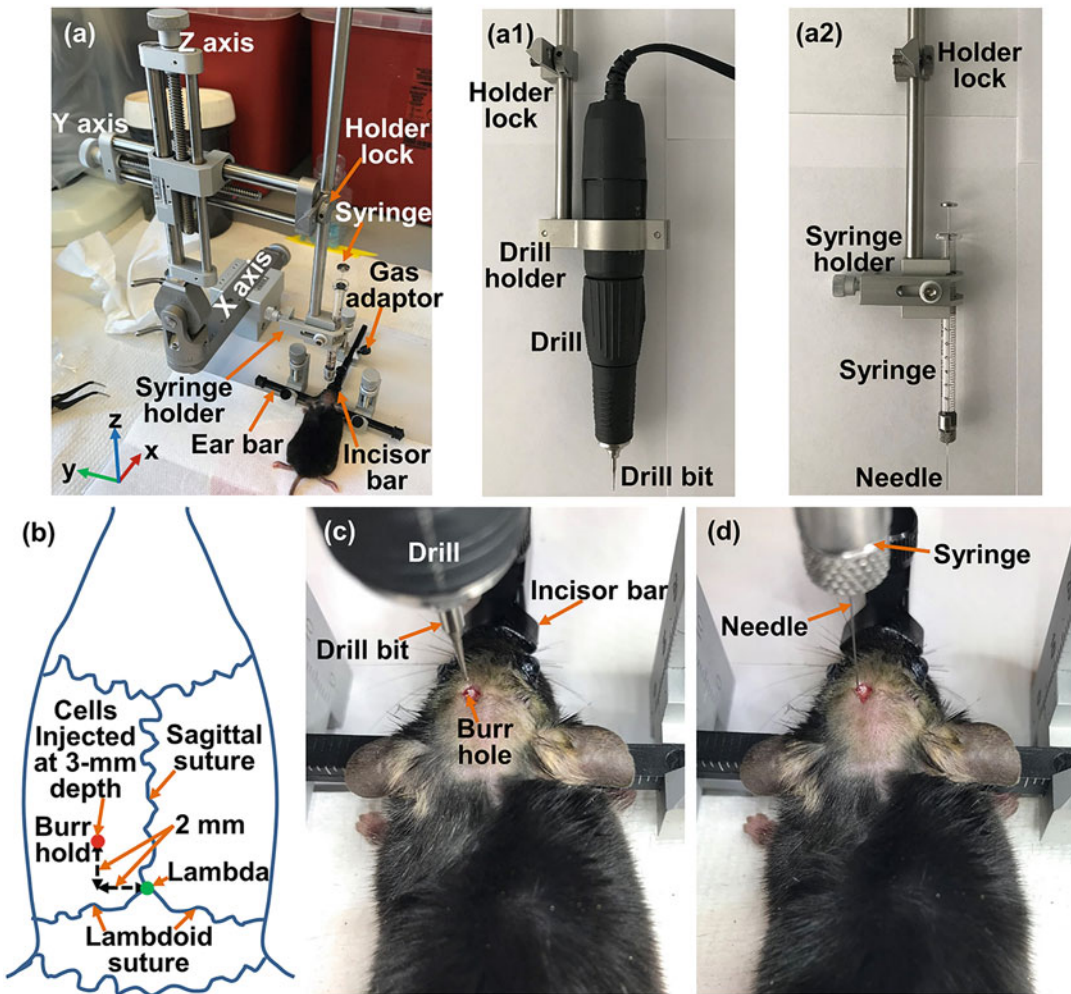 (a)
Z axis
Y axis
X axis
Holder
lock
Syringe
Gas
adaptor
Syringe
holder
Ear bar
Incisor
bar
z
x
y
(a1)
Holder
lock
Drill
holder
Drill
Drill bit
(a2)
Holder
lock
Syringe
holder
Syringe
Needle
(b)
Cells
Injected
at 3-mm
depth
Sagittal
suture
Burr
hold
2 mm
Lambda
Lambdoid
suture
(c)
Drill
Incisor bar
Drill bit
Burr
hole
(d)
Syringe
Needle